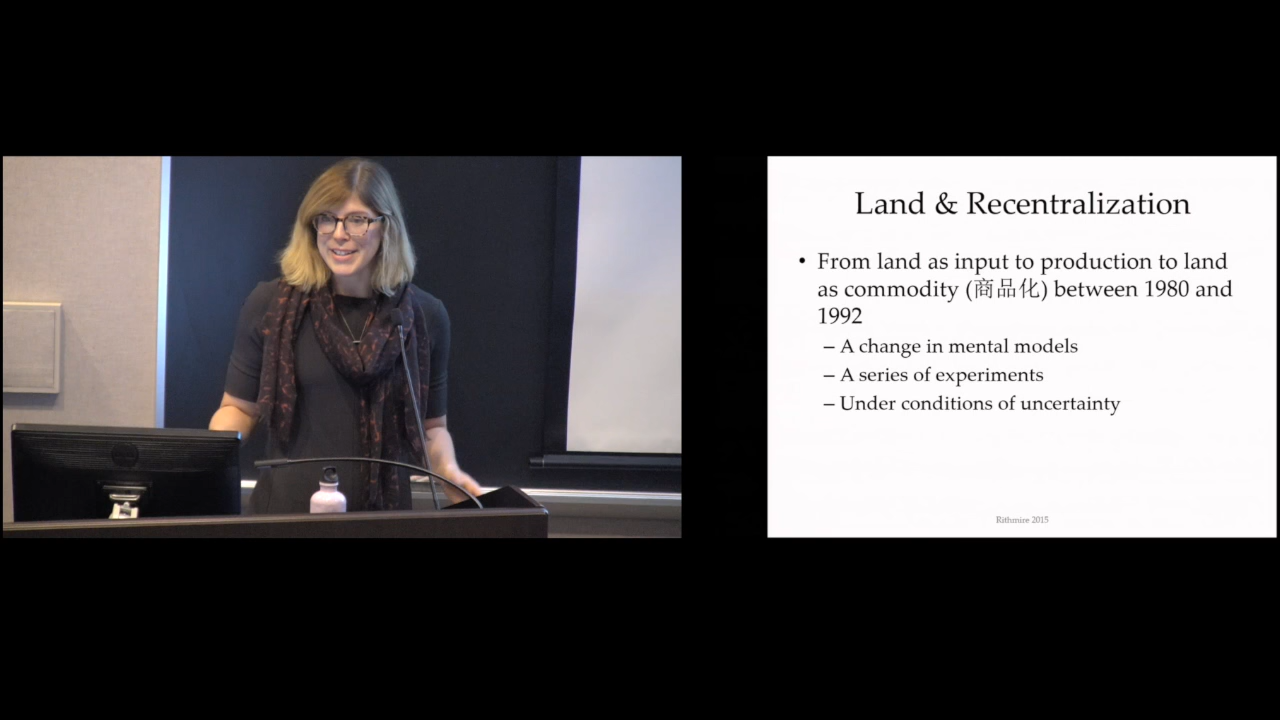 Land & Recentralization
• From land as input to production to land
as commodity (商品化) between 1980 and
1992
– A change in mental models
– A series of experiments
– Under conditions of uncertainty
Rithmire 2015